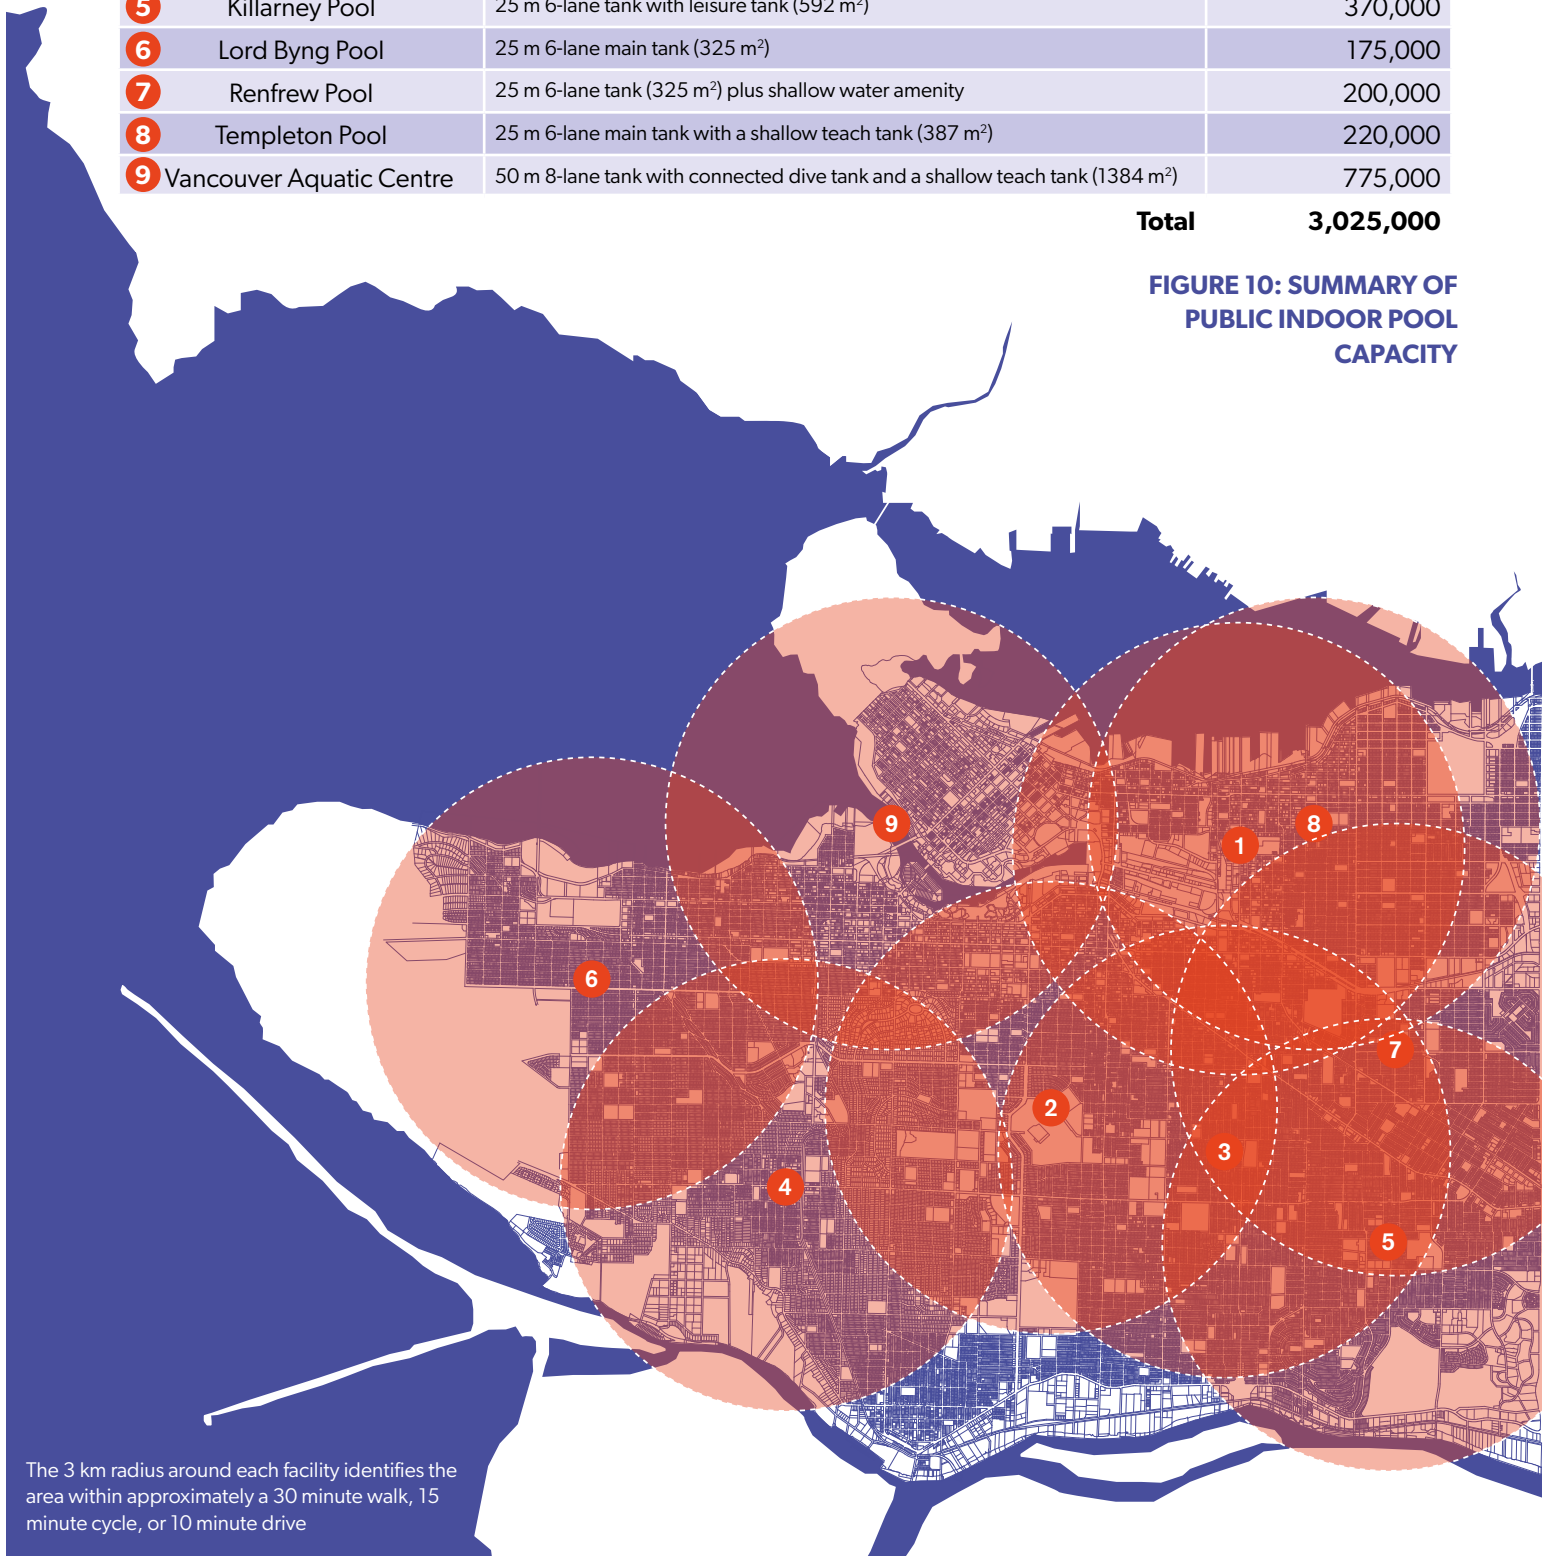 5 Killarney Pool 25 m 6-lane tank with leisure tank (592 m²) 370,000
6 Lord Byng Pool 25 m 6-lane main tank (325 m²) 175,000
7 Renfrew Pool 25 m 6-lane tank (325 m²) plus shallow water amenity 200,000
8 Templeton Pool 25 m 6-lane main tank with a shallow teach tank (387 m²) 220,000
9 Vancouver Aquatic Centre 50 m 8-lane tank with connected dive tank and a shallow teach tank (1384 m²) 775,000
Total 3,025,000
FIGURE 10: SUMMARY OF
PUBLIC INDOOR POOL
CAPACITY
9
8
1
6
7
2
3
4
5
The 3 km radius around each facility identifies the
area within approximately a 30 minute walk, 15
minute cycle, or 10 minute drive